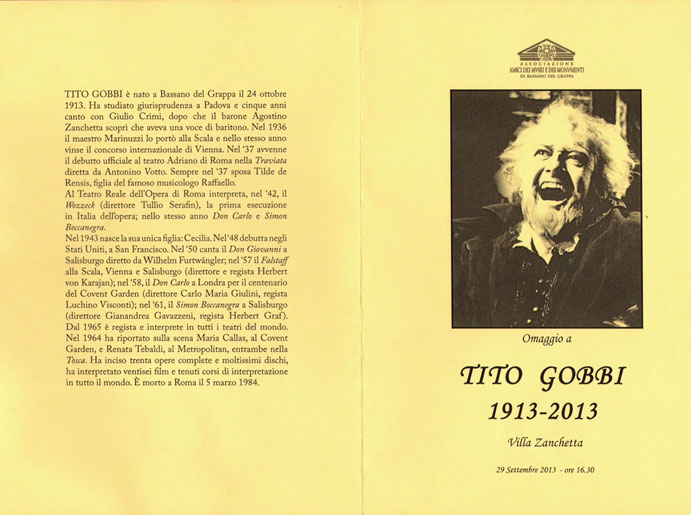 TITO GOBBI è nato a Bassano del Grappa il 24 ottobre
1913. Ha studiato giurisprudenza a Padova e cinque anni
canto con Giulio Crimi, dopo che il barone Agostino
Zanchetta scoprì che aveva una voce di baritono. Nel 1936
il maestro Marinuzzi lo portò alla Scala e nello stesso anno
vinse il concorso internazionale di Vienna. Nel '37 avvenne
il debutto ufficiale al teatro Adriano di Roma nella Traviata
diretta da Antonino Votto. Sempre nel '37 sposa Tilde de
Rensis, figlia del famoso musicologo Raffaello.
Al Teatro Reale dell'Opera di Roma interpreta, nel '42, il
Wozzeck (direttore Tullio Serafin), la prima esecuzione
in Italia dell'opera; nello stesso anno Don Carlo e Simon
Boccanegra.
Nel 1943 nasce la sua unica figlia: Cecilia. Nel '48 debutta negli
Stati Uniti, a San Francisco. Nel '50 canta il Don Giovanni a
Salisburgo diretto da Wilhelm Furtwängler; nel '57 il Falstaff
alla Scala, Vienna e Salisburgo (direttore e regista Herbert
von Karajan); nel '58, il Don Carlo a Londra per il centenario
del Covent Garden (direttore Carlo Maria Giulini, regista
Luchino Visconti); nel '61, il Simon Boccanegra a Salisburgo
(direttore Gianandrea Gavazzeni, regista Herbert Graf).
Dal 1965 è regista e interprete in tutti i teatri del mondo.
Nel 1964 ha riportato sulla scena Maria Callas, al Covent
Garden, e Renata Tebaldi, al Metropolitan, entrambe nella
Tosca. Ha inciso trenta opere complete e moltissimi dischi,
ha interpretato ventisei film e tenuti corsi di interpretazione
in tutto il mondo. È morto a Roma il 5 marzo 1984.
ASSOCIAZIONE
AMICI DEI MVSEI E DEI MONVMENTI
DI BASSANO DEL GRAPPA
Omaggio a
TITO GOBBI
1913-2013
Villa Zanchetta
29 Settembre 2013 - ore 16.30